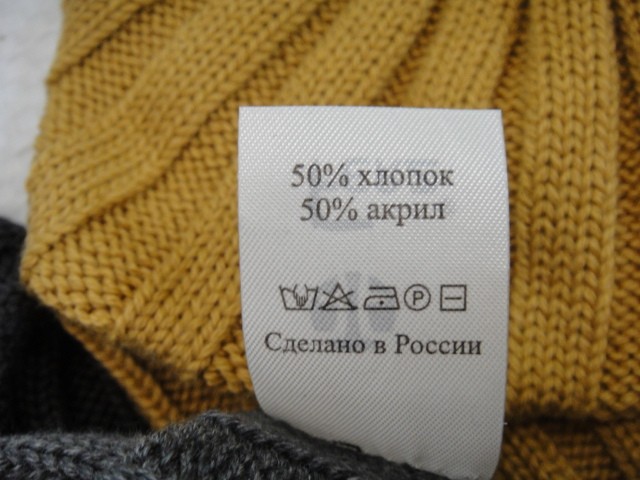 50% хлопок
50% акрил
P
Сделано в России